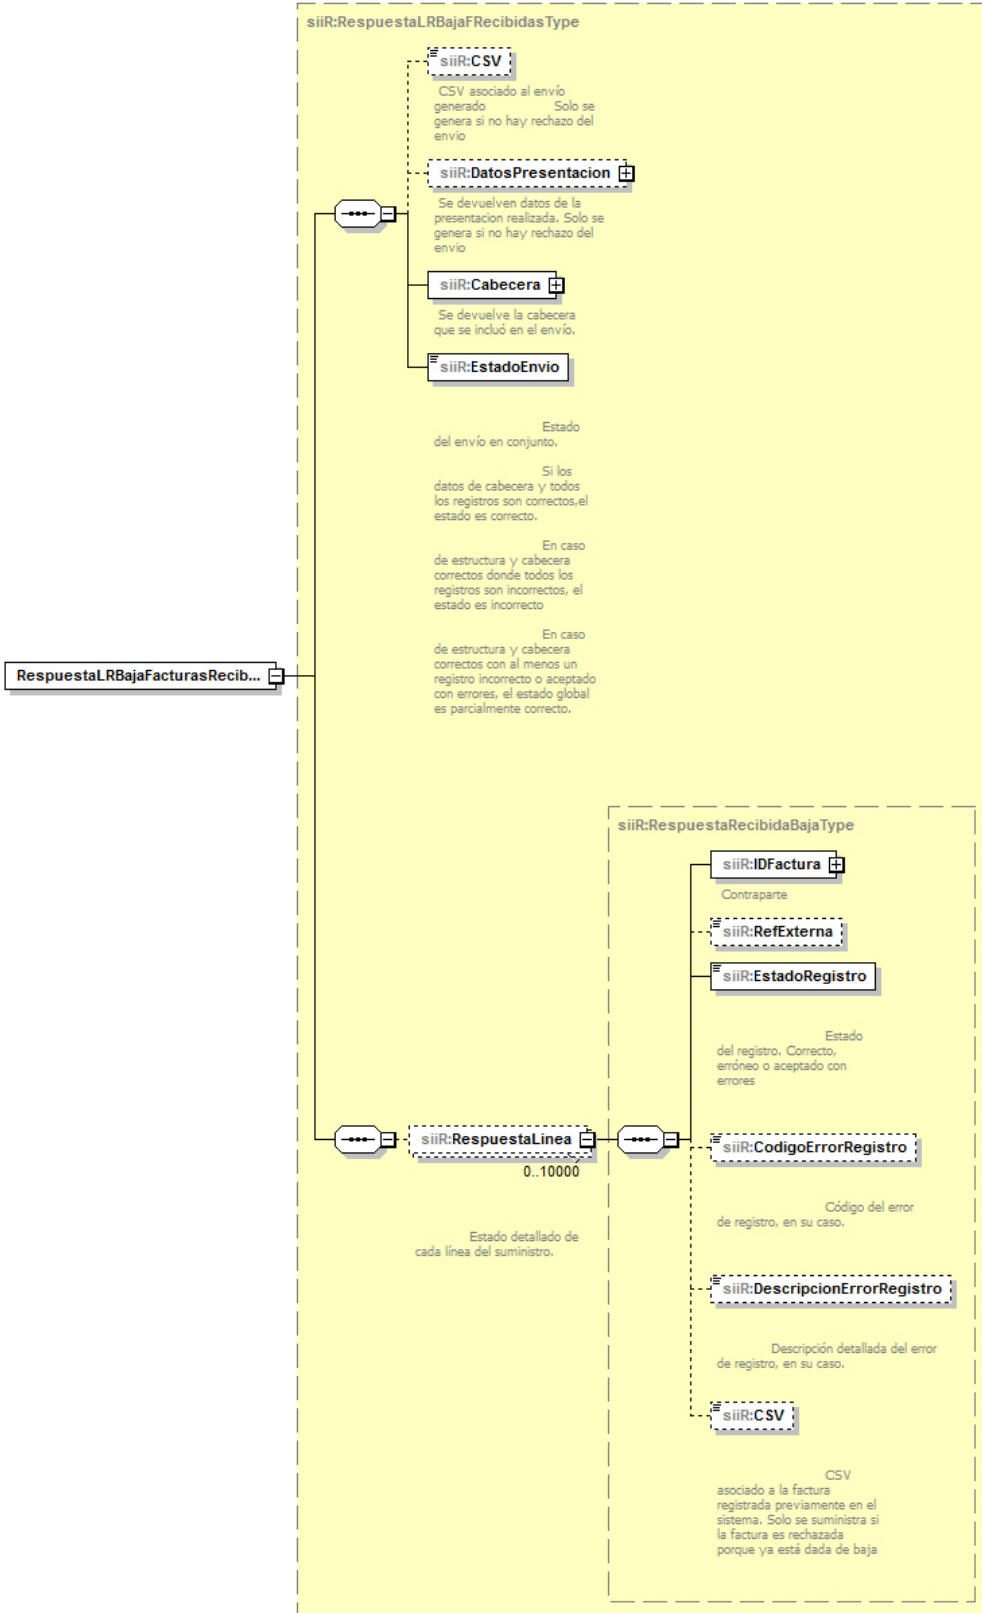 siiR:RespuestaLRBajaFRecibidasType
siiR:CSV
CSV asociado al envío
generado Solo se
genera si no hay rechazo del
envio
siiR:DatosPresentacion
Se devuelven datos de la
presentacion realizada. Solo se
genera si no hay rechazo del
envio
siiR:Cabecera
Se devuelve la cabecera
que se incluó en el envío.
siiR:EstadoEnvio
Estado
del envío en conjunto.
Si los
datos de cabecera y todos
los registros son correctos,el
estado es correcto.
En caso
de estructura y cabecera
correctos donde todos los
registros son incorrectos, el
estado es incorrecto
En caso
de estructura y cabecera
correctos con al menos un
registro incorrecto o aceptado
con errores, el estado global
es parcialmente correcto.
RespuestaLRBajaFacturasRecib...
siiR:RespuestaRecibidaBajaType
siiR:IDFactura
Contraparte
siiR:RefExterna
siiR:EstadoRegistro
Estado
del registro. Correcto,
erróneo o aceptado con
errores
siiR:RespuestaLinea
0..10000
Estado detallado de
cada línea del suministro.
siiR:CodigoErrorRegistro
Código del error
de registro, en su caso.
siiR:DescripcionErrorRegistro
Descripción detallada del error
de registro, en su caso.
siiR:CSV
CSV
asociado a la factura
registrada previamente en el
sistema. Solo se suministra si
la factura es rechazada
porque ya está dada de baja